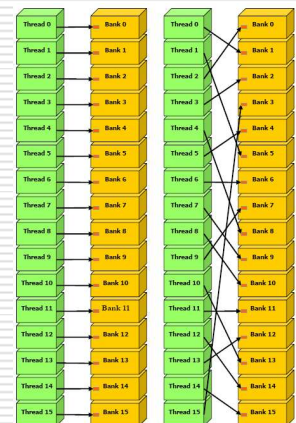 Thread 0 Bank 0 Thread 0 Bank 0
Thread 1 Bank 1 Thread 1 Bank 1
Thread 2 Bank 2 Thread 2 Bank 2
Thread 3 Bank 3 Thread 3 Bank 3
Thread 4 Bank 4 Thread 4 Bank 4
Thread 5 Bank 5 Thread 5 Bank 5
Thread 6 Bank 6 Thread 6 Bank 6
Thread 7 Bank 7 Thread 7 Bank 7
Thread 8 Bank 8 Thread 8 Bank 8
Thread 9 Bank 9 Thread 9 Bank 9
Thread 10 Bank 10 Thread 10 Bank 10
Thread 11 Bank 11 Thread 11 Bank 11
Thread 12 Bank 12 Thread 12 Bank 12
Thread 13 Bank 13 Thread 13 Bank 13
Thread 14 Bank 14 Thread 14 Bank 14
Thread 15 Bank 15 Thread 15 Bank 15